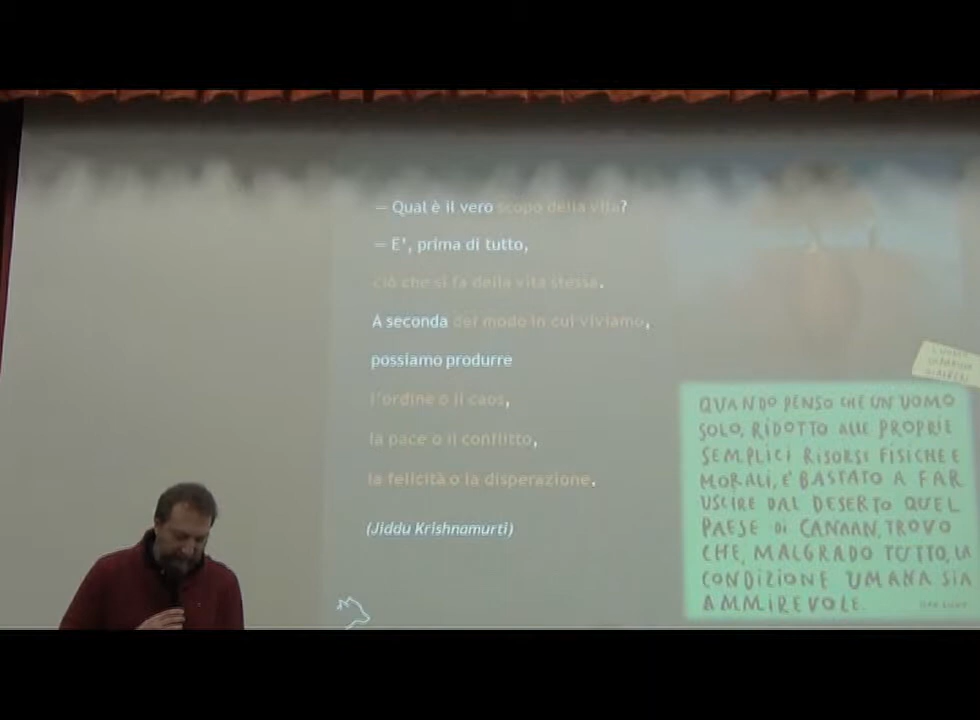 — Qual è il vero scopo della vita?
— E', prima di tutto,
ciò che si fa della vita stessa.
A seconda del modo in cui viviamo,
possiamo produrre
l'ordine o il caos,
la pace o il conflitto,
la felicità o la disperazione.
(Jiddu Krishnamurti)
QUANDO PENSO CHE UN UOMO
SOLO, RIDOTTO ALLE PROPRIE
SEMPLICI RISORSE FISICHE E
MORALI, E' BASTATO A FAR
USCIRE DAL DESERTO QUEL
PAESE DI CANAAN, TROVO
CHE, MALGRADO TUTTO, LA
CONDIZIONE UMANA SIA
AMMIREVOLE.